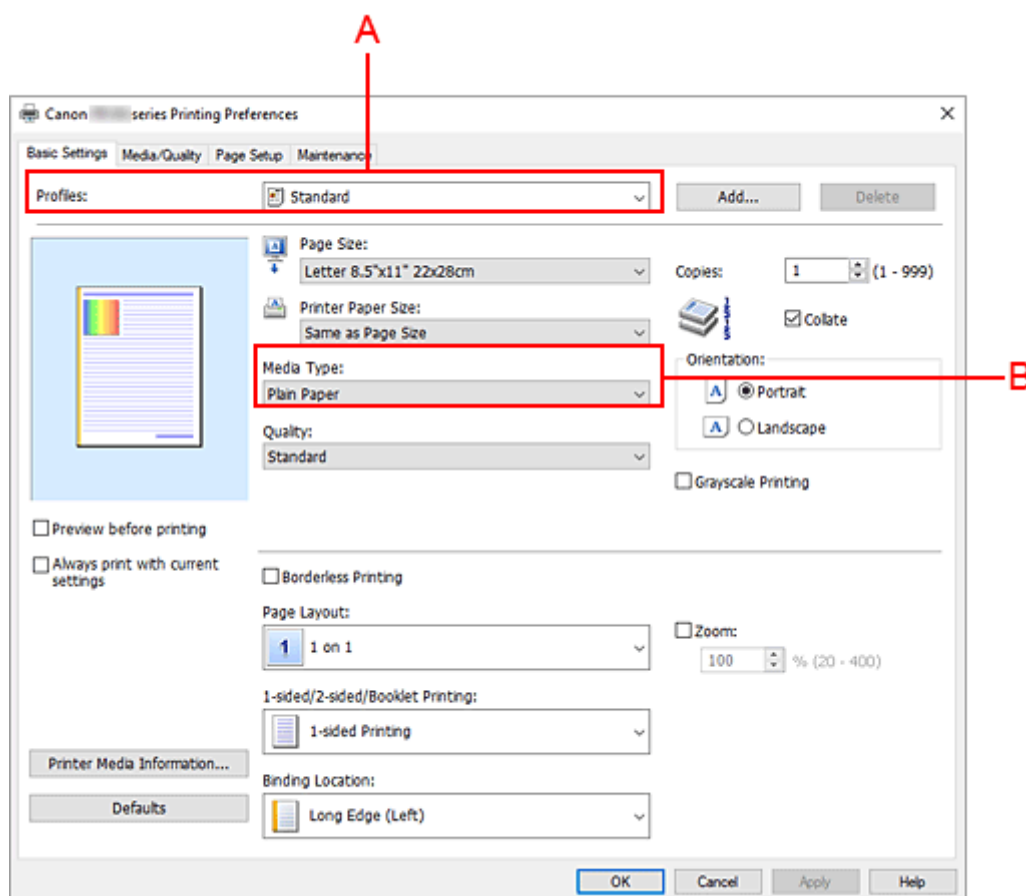 A
Canon series Printing Preferences
Basic Settings Media/Quality Page Setup Maintenance
Profiles: Standard Add... Delete
Page Size:
Letter 8.5"x11" 22x28cm Copies: 1 (1 - 999)
Printer Paper Size:
Same as Page Size Collate
Media Type: Orientation:
B
Plain Paper Portrait
Quality: Landscape
Standard
Grayscale Printing
Preview before printing
Always print with current
settings
Borderless Printing
Page Layout:
1 on 1 Zoom:
100 % (20 - 400)
1-sided/2-sided/Booklet Printing:
1-sided Printing
Printer Media Information...
Binding Location:
Defaults Long Edge (Left)
OK Cancel Apply Help